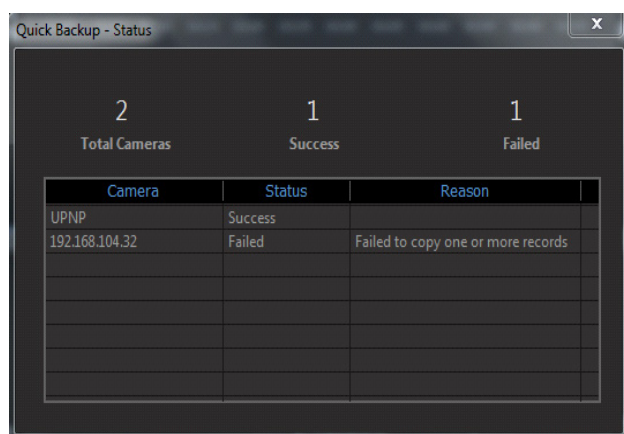 Quick Backup - Status
X
2 1 1
Total Cameras Success Failed
Camera Status Reason
UPNP Success
192.168.104.32 Failed Failed to copy one or more records